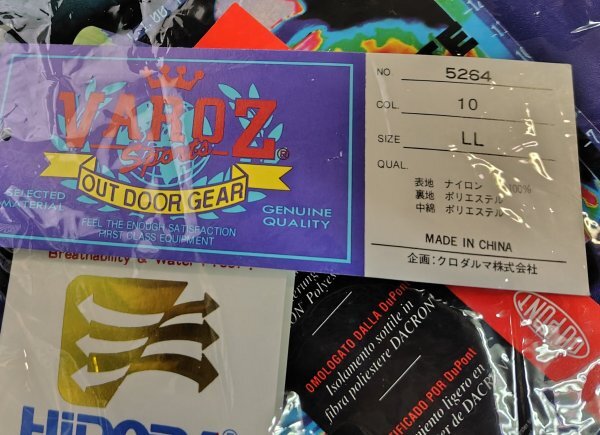 VAROZ
Sports
®
OUT DOOR GEAR
SELECTED
MATERIAL
GENUINE
QUALITY
FEEL THE ENOUGH SATISFACTION
FIRST CLASS EQUIPMENT
NO. 5264
COL. 10
SIZE LL
QUAL.
表地 ナイロン 100%
裏地 ポリエステル
中綿 ポリエステル
MADE IN CHINA
企画:クロダルマ株式会社
Breathability & Water
OMOLOGATO DALLA DuPont
Isolamento sottile in
fibra poliestere DACRON
DUPONT